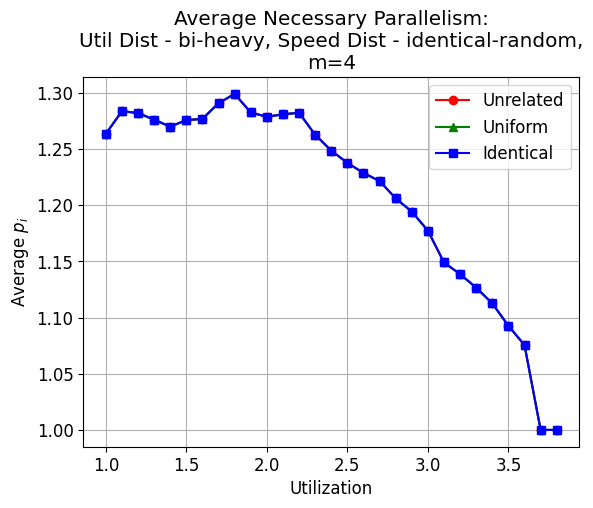 Average Necessary Parallelism:
Util Dist - bi-heavy, Speed Dist - identical-random,
m=4
Unrelated
Uniform
Identical
1.30
1.25
1.20
1.15
1.10
1.05
1.00
Average $p_i$
1.0 1.5 2.0 2.5 3.0 3.5
Utilization